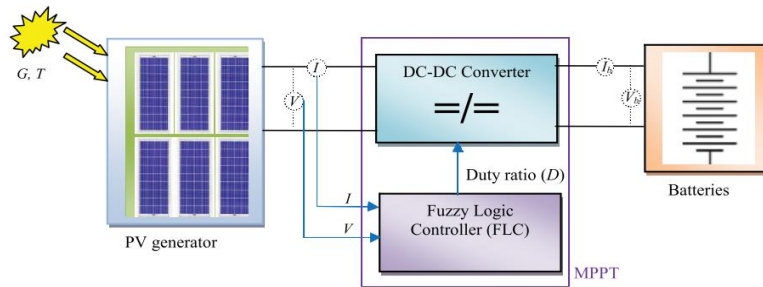 G, T
I
V
DC-DC Converter
=/=
I_b
V_b
Duty ratio (D)
I
V
Fuzzy Logic
Controller (FLC)
PV generator
MPPT
Batteries